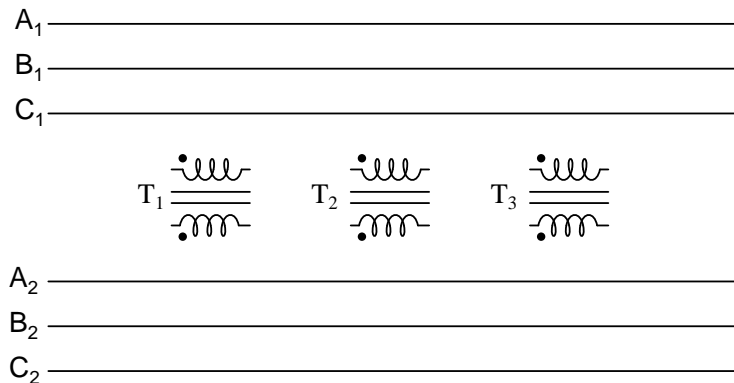 A₁
B₁
C₁
T₁ T₂ T₃
A₂
B₂
C₂